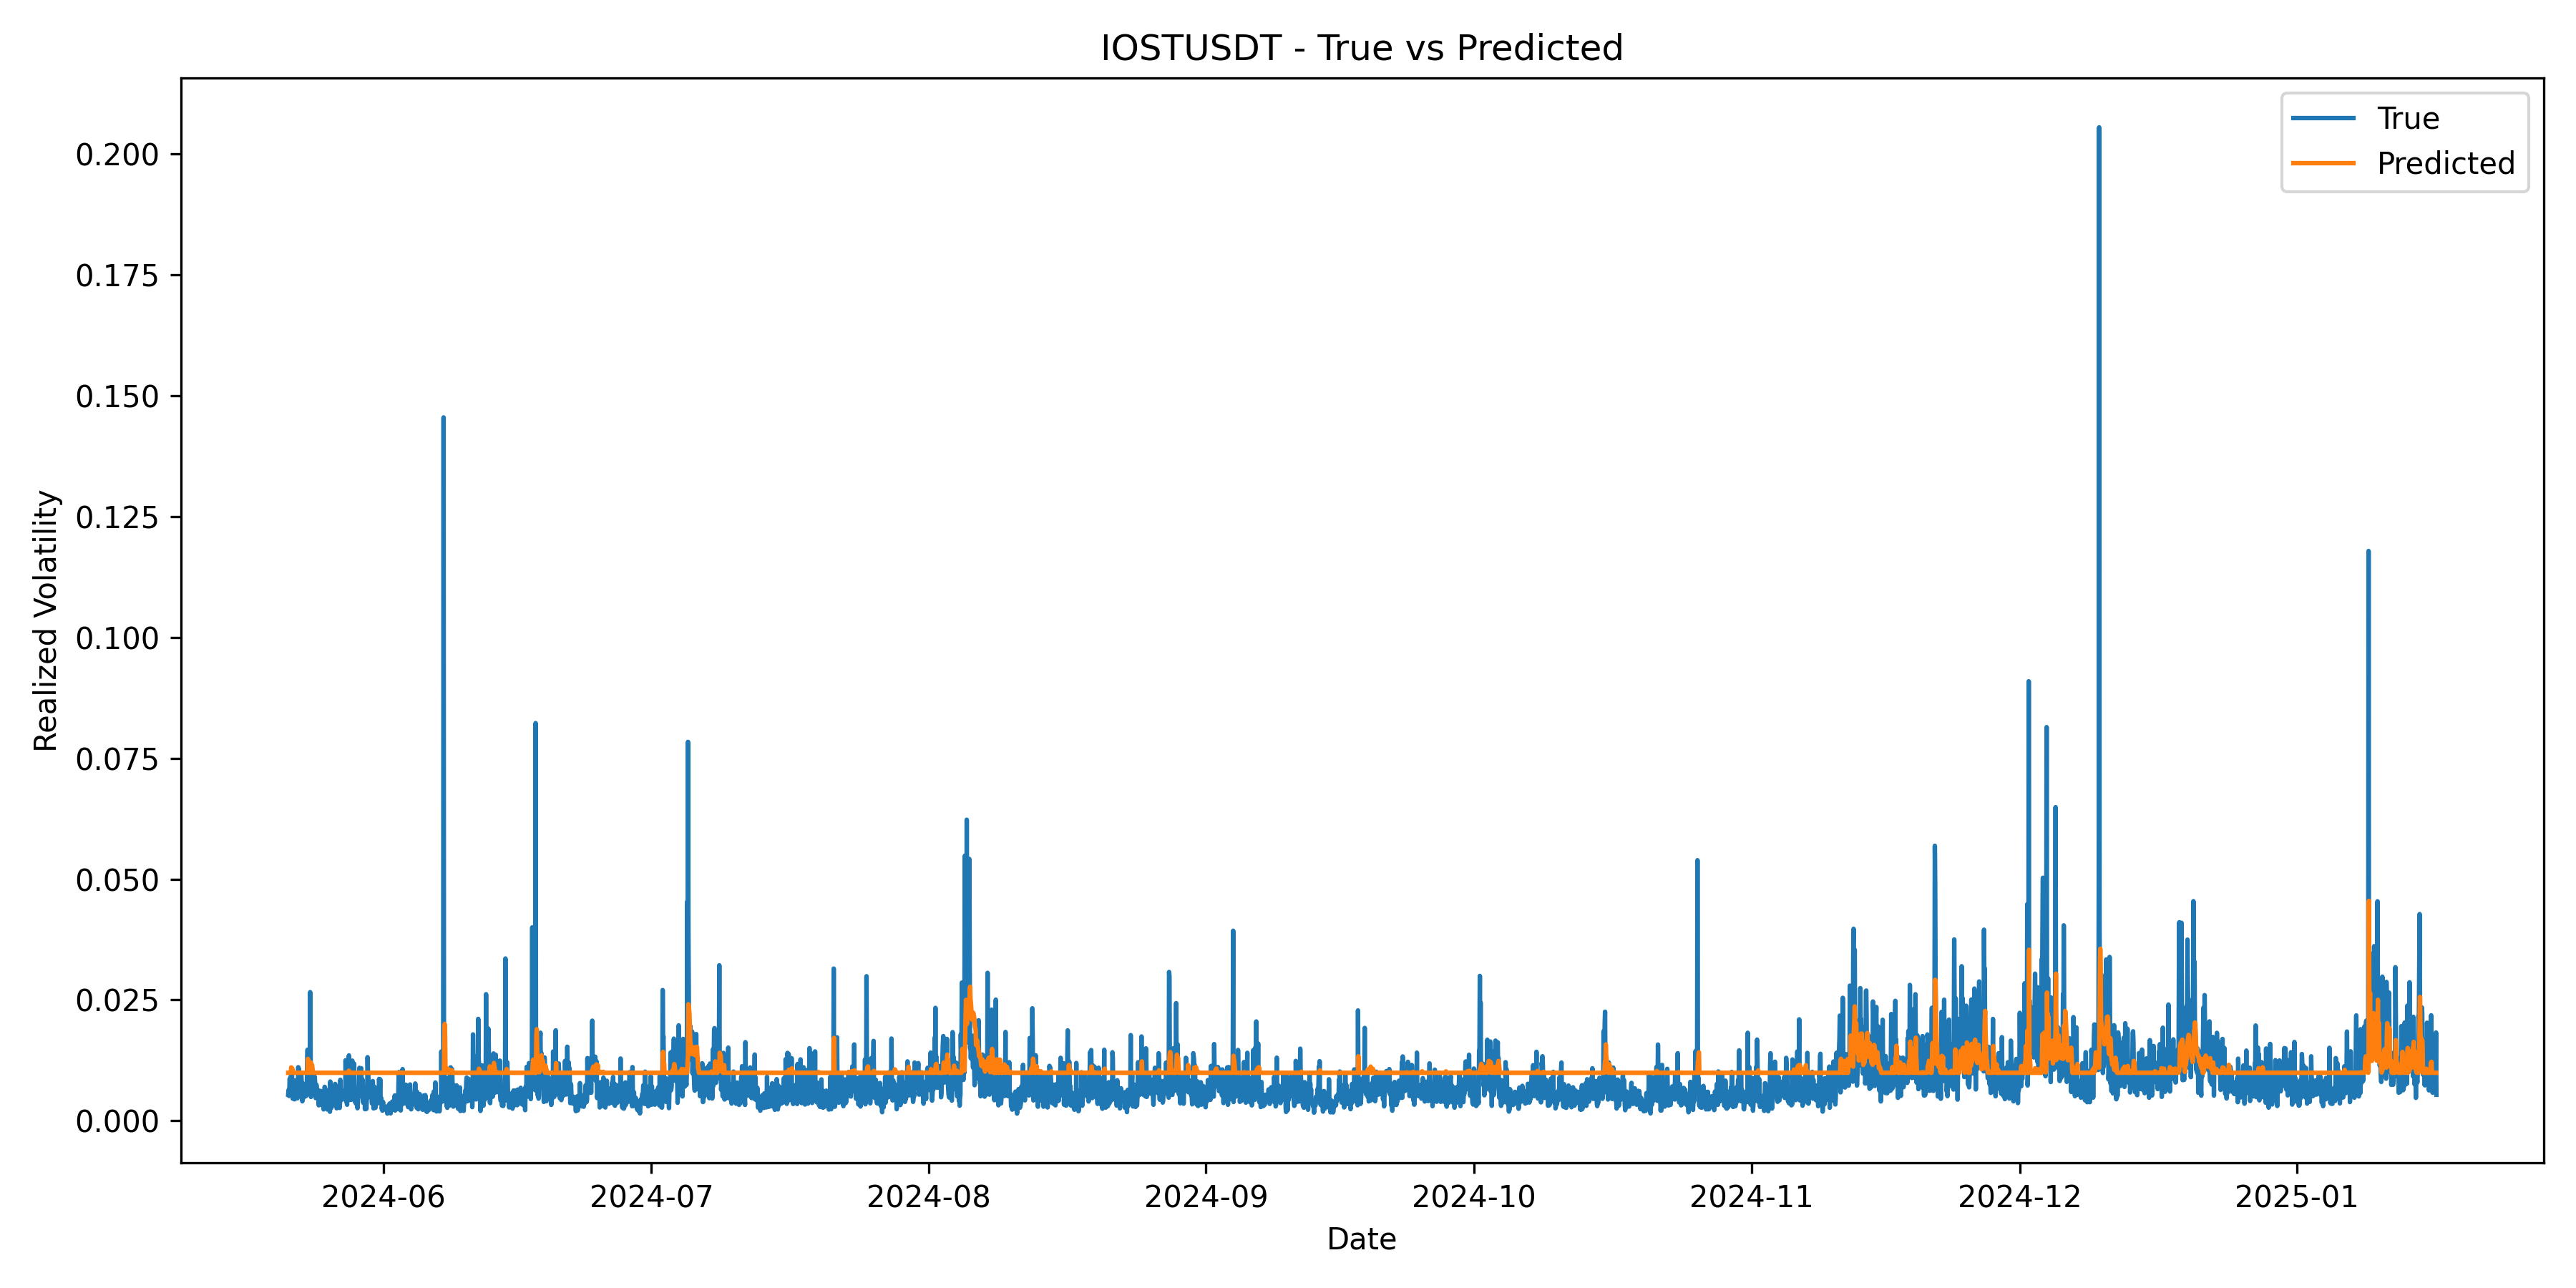 IOSTUSDT - True vs Predicted
True
Predicted
0.200
0.175
0.150
0.125
0.100
0.075
0.050
0.025
0.000
Realized Volatility
2024-06 2024-07 2024-08 2024-09 2024-10 2024-11 2024-12 2025-01
Date